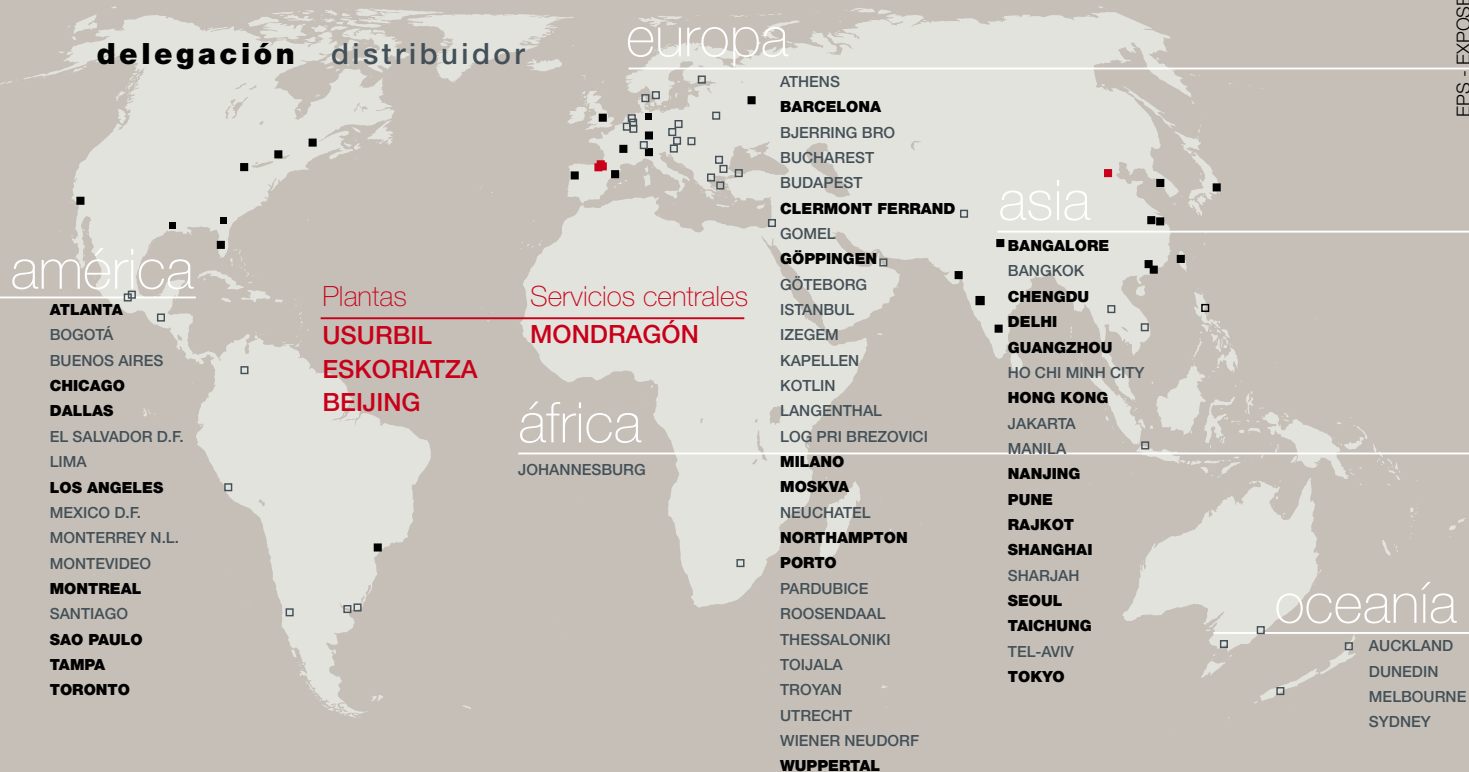 delegación distribuidor
EPS - EXPOSE
américa
ATLANTA
BOGOTÁ
BUENOS AIRES
CHICAGO
DALLAS
EL SALVADOR D.F.
LIMA
LOS ANGELES
MEXICO D.F.
MONTERREY N.L.
MONTEVIDEO
MONTREAL
SANTIAGO
SAO PAULO
TAMPA
TORONTO
Plantas
USURBIL
ESKORIATZA
BEIJING
Servicios centrales
MONDRAGÓN
áfrica
JOHANNESBURG
europa
ATHENS
BARCELONA
BJERRING BRO
BUCHAREST
BUDAPEST
CLERMONT FERRAND
GOMEL
GÖPPINGEN
GÖTEBORG
ISTANBUL
IZEGEM
KAPELLEN
KOTLIN
LANGENTHAL
LOG PRI BREZOVICI
MILANO
MOSKVA
NEUCHATEL
NORTHAMPTON
PORTO
PARDUBICE
ROOSENDAAL
THESSALONIKI
TOIJALA
TROYAN
UTRECHT
WIENER NEUDORF
WUPPERTAL
asia
BANGALORE
BANGKOK
CHENGDU
DELHI
GUANGZHOU
HO CHI MINH CITY
HONG KONG
JAKARTA
MANILA
NANJING
PUNE
RAJKOT
SHANGHAI
SHARJAH
SEOUL
TAICHUNG
TEL-AVIV
TOKYO
oceanía
AUCKLAND
DUNEDIN
MELBOURNE
SYDNEY